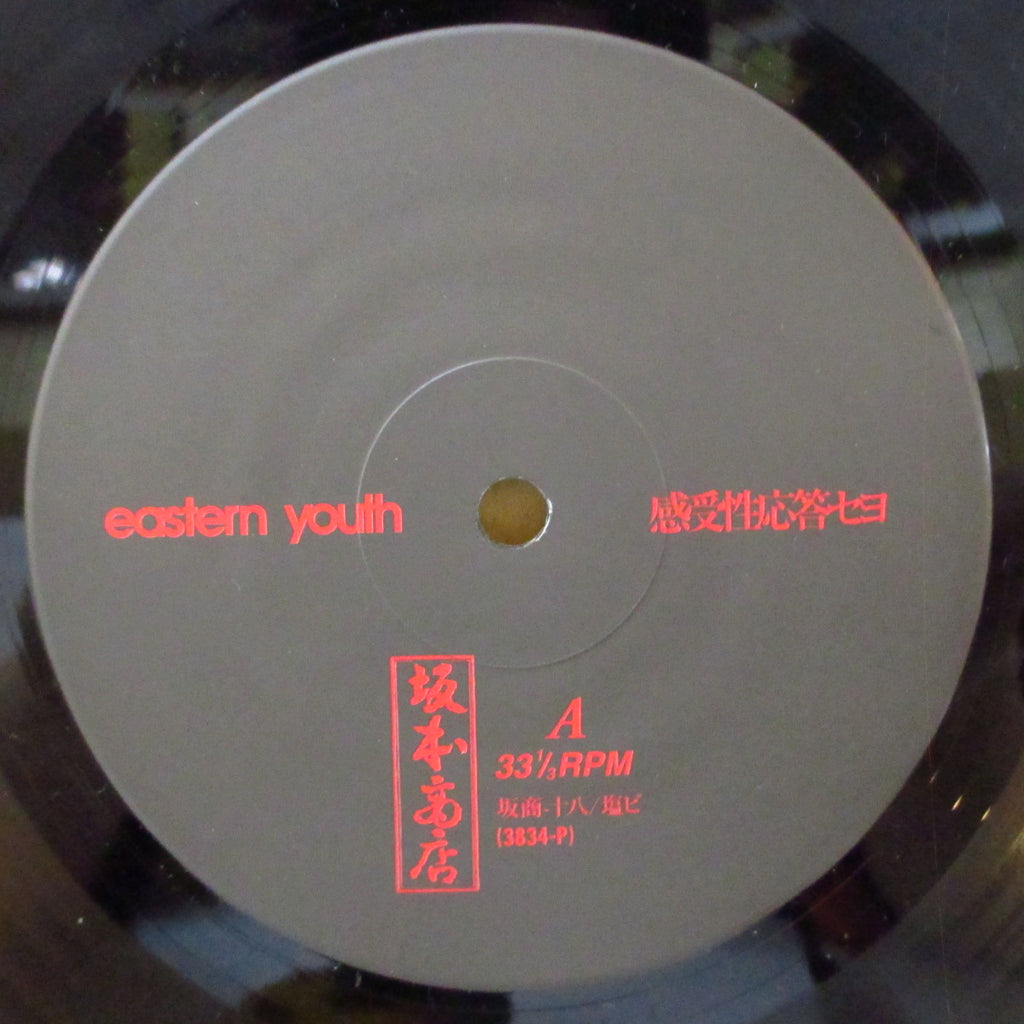 eastern youth
感受性応答セヨ
坂本商店
A
33⅓RPM
坂商-十八/塩ビ
(3834-P)